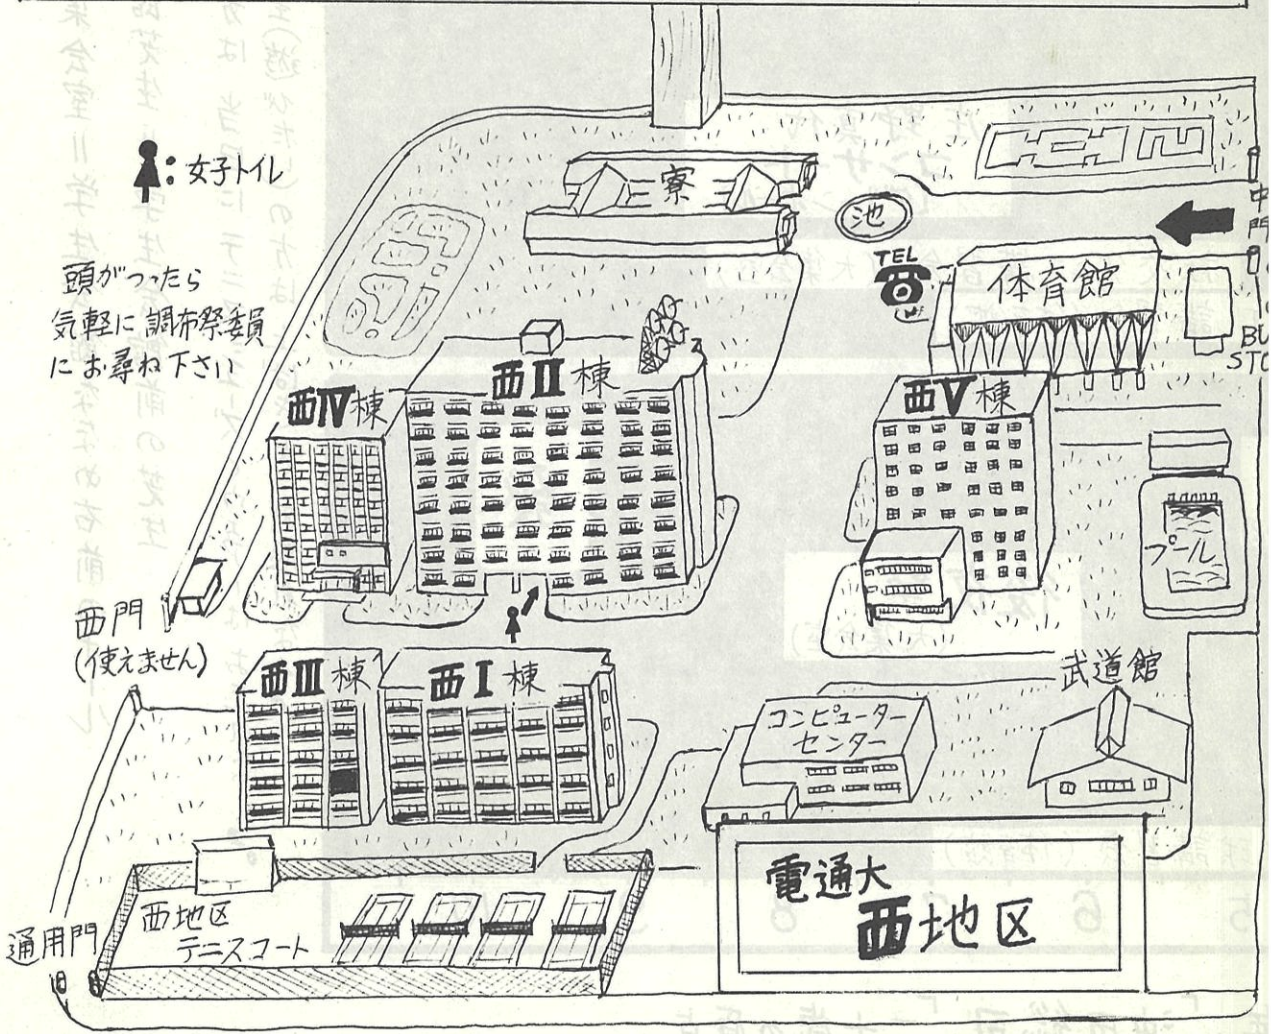 女子トイレ
頭がつったら
気軽に調布祭委員
にお尋ね下さい
寮
池
中門
TEL
体育館
BU
STO
西Ⅱ棟
西Ⅳ棟
西Ⅴ棟
プール
西門
(使えません)
西Ⅲ棟
西Ⅰ棟
武道館
コンピューター
センター
電通大
西地区
西地区
テニスコート
通用門